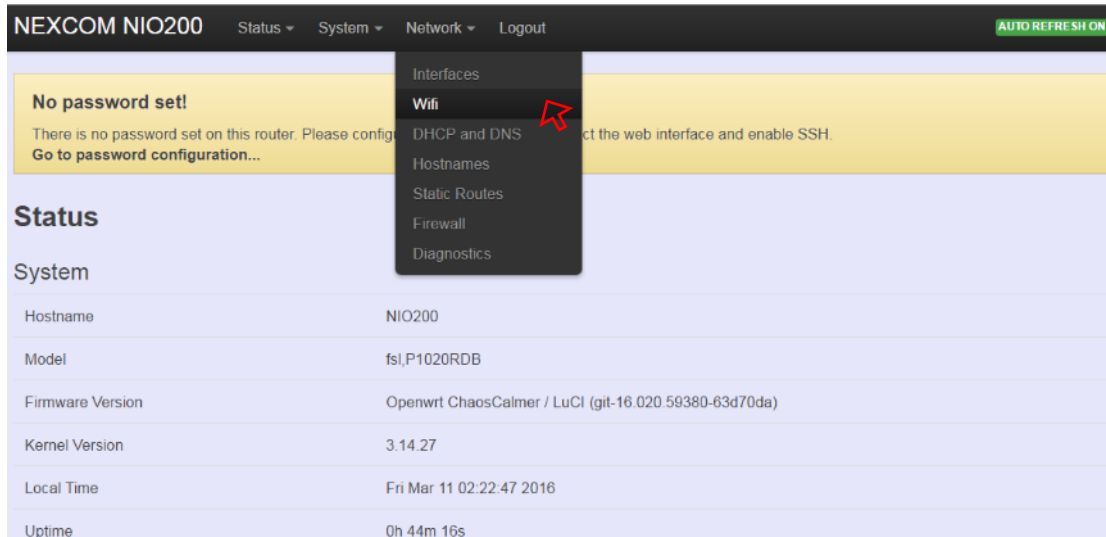 NEXCOM NIO200 Status System Network Logout AUTO REFRESH ON
Interfaces
Wifi
DHCP and DNS
Hostnames
Static Routes
Firewall
Diagnostics
No password set!
There is no password set on this router. Please config ct the web interface and enable SSH.
Go to password configuration...
Status
System
Hostname NIO200
Model fsl,P1020RDB
Firmware Version Openwrt ChaosCalmer / LuCI (git-16.020.59380-63d70da)
Kernel Version 3.14.27
Local Time Fri Mar 11 02:22:47 2016
Uptime 0h 44m 16s